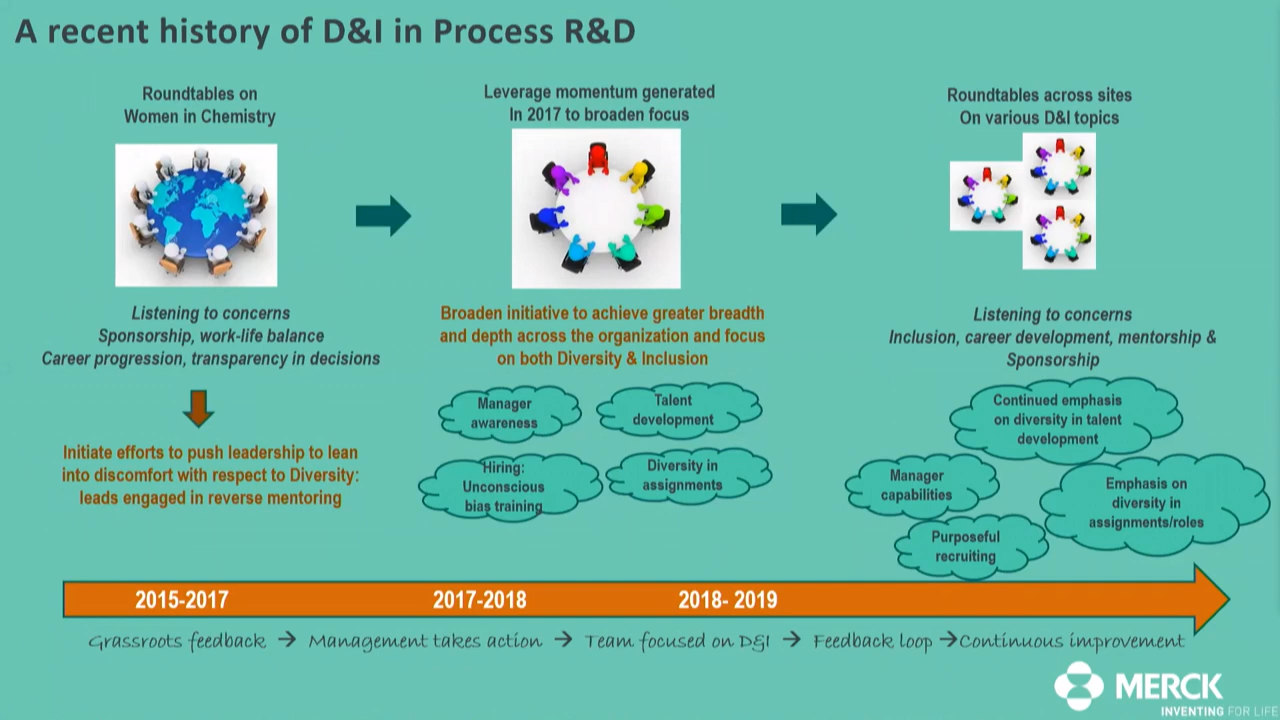 A recent history of D&I in Process R&D
Roundtables on
Women in Chemistry
Listening to concerns
Sponsorship, work-life balance
Career progression, transparency in decisions
Initiate efforts to push leadership to lean
into discomfort with respect to Diversity:
leads engaged in reverse mentoring
Leverage momentum generated
In 2017 to broaden focus
Broaden initiative to achieve greater breadth
and depth across the organization and focus
on both Diversity & Inclusion
Manager
awareness
Talent
development
Hiring:
Unconscious
bias training
Diversity in
assignments
Roundtables across sites
On various D&I topics
Listening to concerns
Inclusion, career development, mentorship &
Sponsorship
Continued emphasis
on diversity in talent
development
Manager
capabilities
Emphasis on
diversity in
assignments/roles
Purposeful
recruiting
2015-2017
2017-2018
2018- 2019
Grassroots feedback → Management takes action → Team focused on D&I → Feedback loop →Continuous improvement
MERCK
INVENTING FOR LIFE